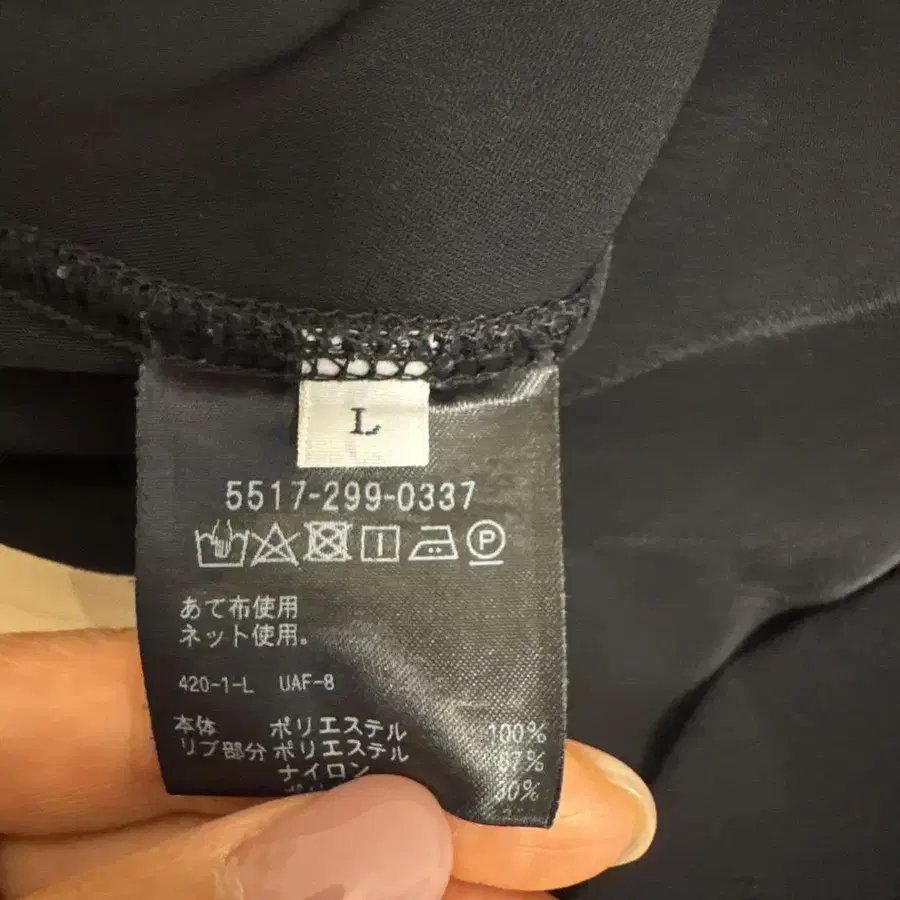 L
5517-299-0337
P
あて布使用
ネット使用。
420-1-L UAF-8
本体 ポリエステル 100%
リブ部分 ポリエステル 67%
ナイロン 30%